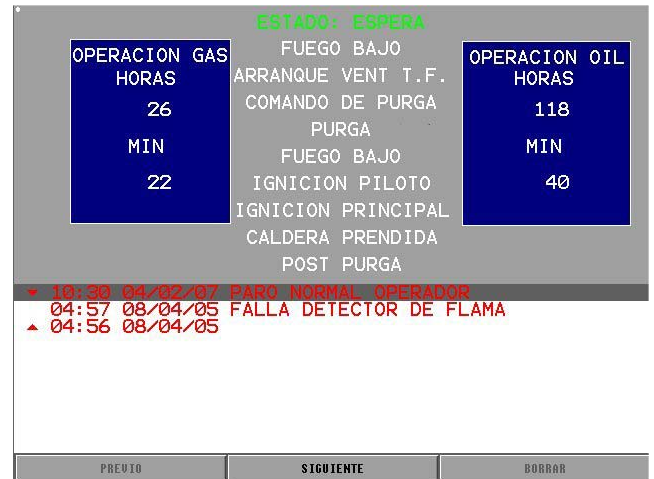 ESTADO: ESPERA
OPERACION GAS
HORAS
26
MIN
22
FUEGO BAJO
ARRANQUE VENT T.F.
COMANDO DE PURGA
PURGA
FUEGO BAJO
IGNICION PILOTO
IGNICION PRINCIPAL
CALDERA PRENDIDA
POST PURGA
OPERACION OIL
HORAS
118
MIN
40
10:30 04/02/07 PARO NORMAL OPERADOR
04:57 08/04/05 FALLA DETECTOR DE FLAMA
04:56 08/04/05
PREVIO
SIGUIENTE
BORRAR